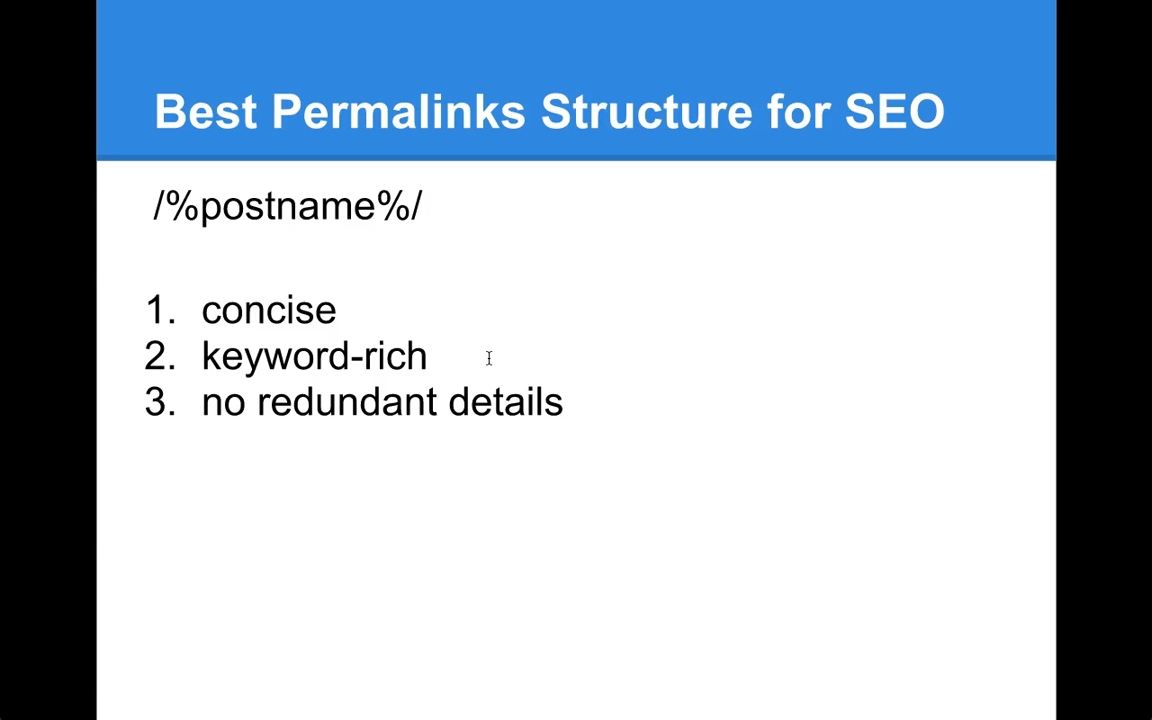 Best Permalinks Structure for SEO
/%postname%/
1. concise
2. keyword-rich
3. no redundant details